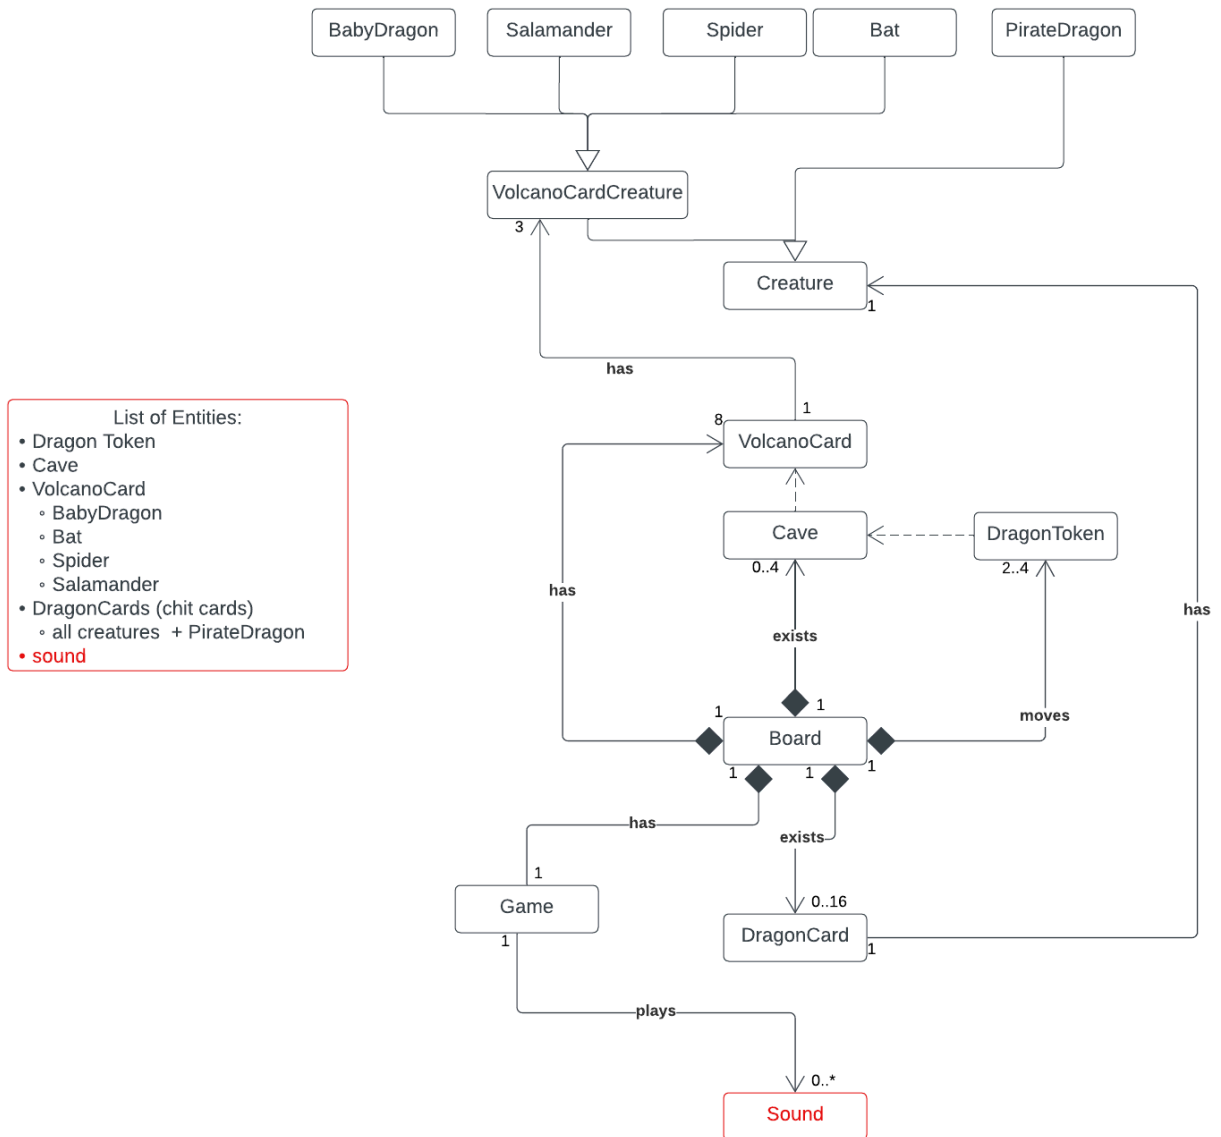 BabyDragon
Salamander
Spider
Bat
PirateDragon
VolcanoCardCreature
3
Creature
1
has
List of Entities:
• Dragon Token
• Cave
• VolcanoCard
◦ BabyDragon
◦ Bat
◦ Spider
◦ Salamander
• DragonCards (chit cards)
◦ all creatures + PirateDragon
• sound
8
1
VolcanoCard
Cave
DragonToken
0..4
2..4
has
has
exists
moves
1
1
Board
1
1
1
has
exists
1
0..16
Game
DragonCard
1
1
plays
0..*
Sound